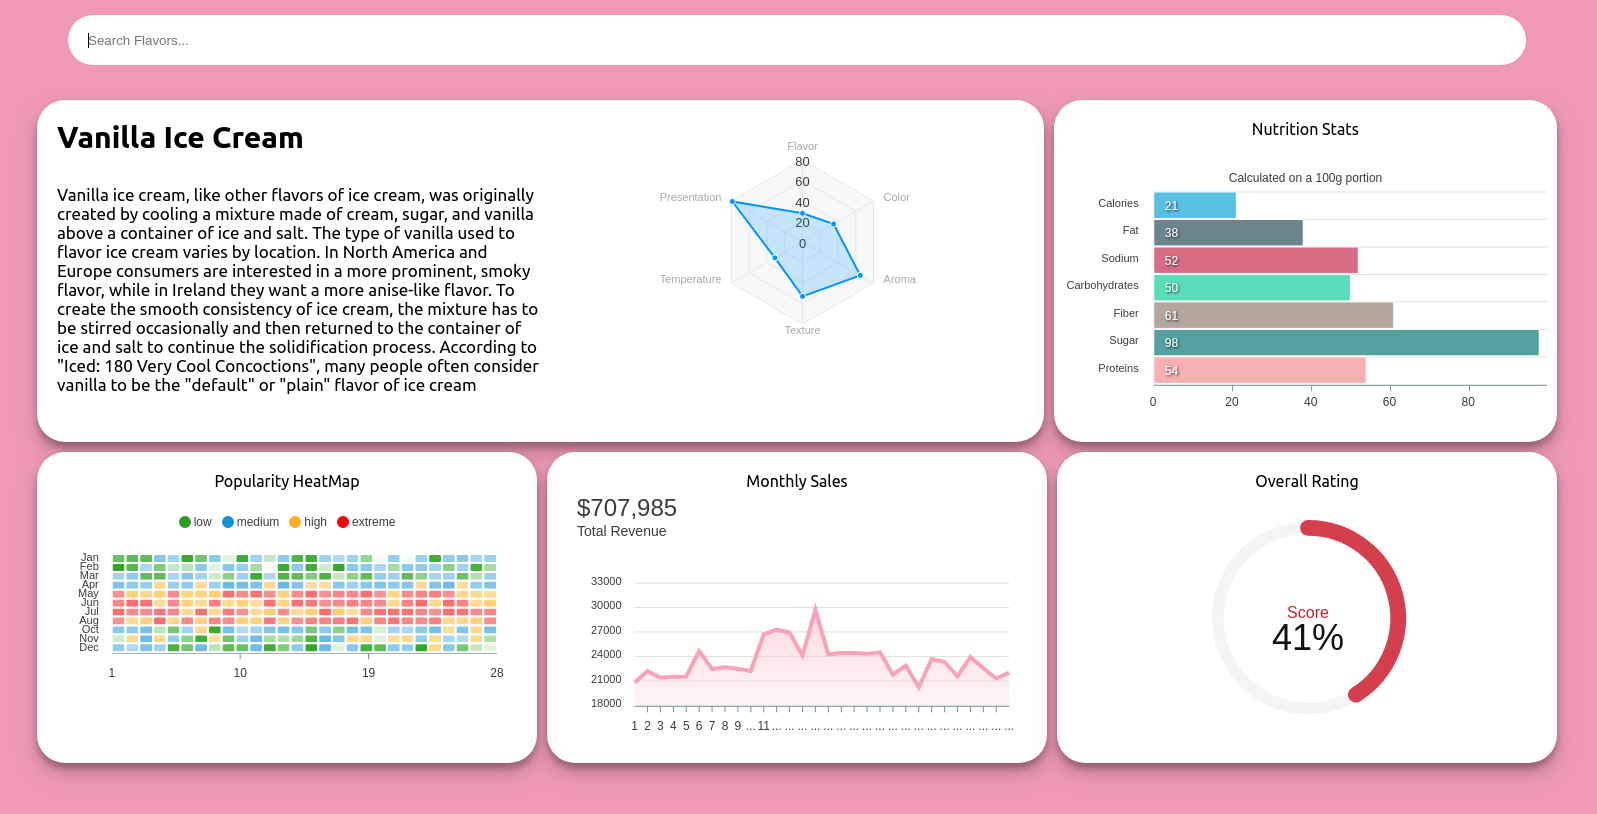 Search Flavors...
Vanilla Ice Cream
Vanilla ice cream, like other flavors of ice cream, was originally
created by cooling a mixture made of cream, sugar, and vanilla
above a container of ice and salt. The type of vanilla used to
flavor ice cream varies by location. In North America and
Europe consumers are interested in a more prominent, smoky
flavor, while in Ireland they want a more anise-like flavor. To
create the smooth consistency of ice cream, the mixture has to
be stirred occasionally and then returned to the container of
ice and salt to continue the solidification process. According to
"Iced: 180 Very Cool Concoctions", many people often consider
vanilla to be the "default" or "plain" flavor of ice cream
Flavor
80
60
Presentation
Color
40
20
0
Temperature
Aroma
Texture
Nutrition Stats
Calculated on a 100g portion
Calories 21
Fat 38
Sodium 52
Carbohydrates 50
Fiber 61
Sugar 98
Proteins 54
0 20 40 60 80
Popularity HeatMap
low medium high extreme
Jan
Feb
Mar
Apr
May
Jun
Jul
Aug
Oct
Nov
Dec
1 10 19 28
Monthly Sales
$707,985
Total Revenue
33000
30000
27000
24000
21000
18000
1 2 3 4 5 6 7 8 9 ... 11 ... ... ... ... ... ... ... ... ... ... ... ... ... ... ... ... ... ... ...
Overall Rating
Score
41%